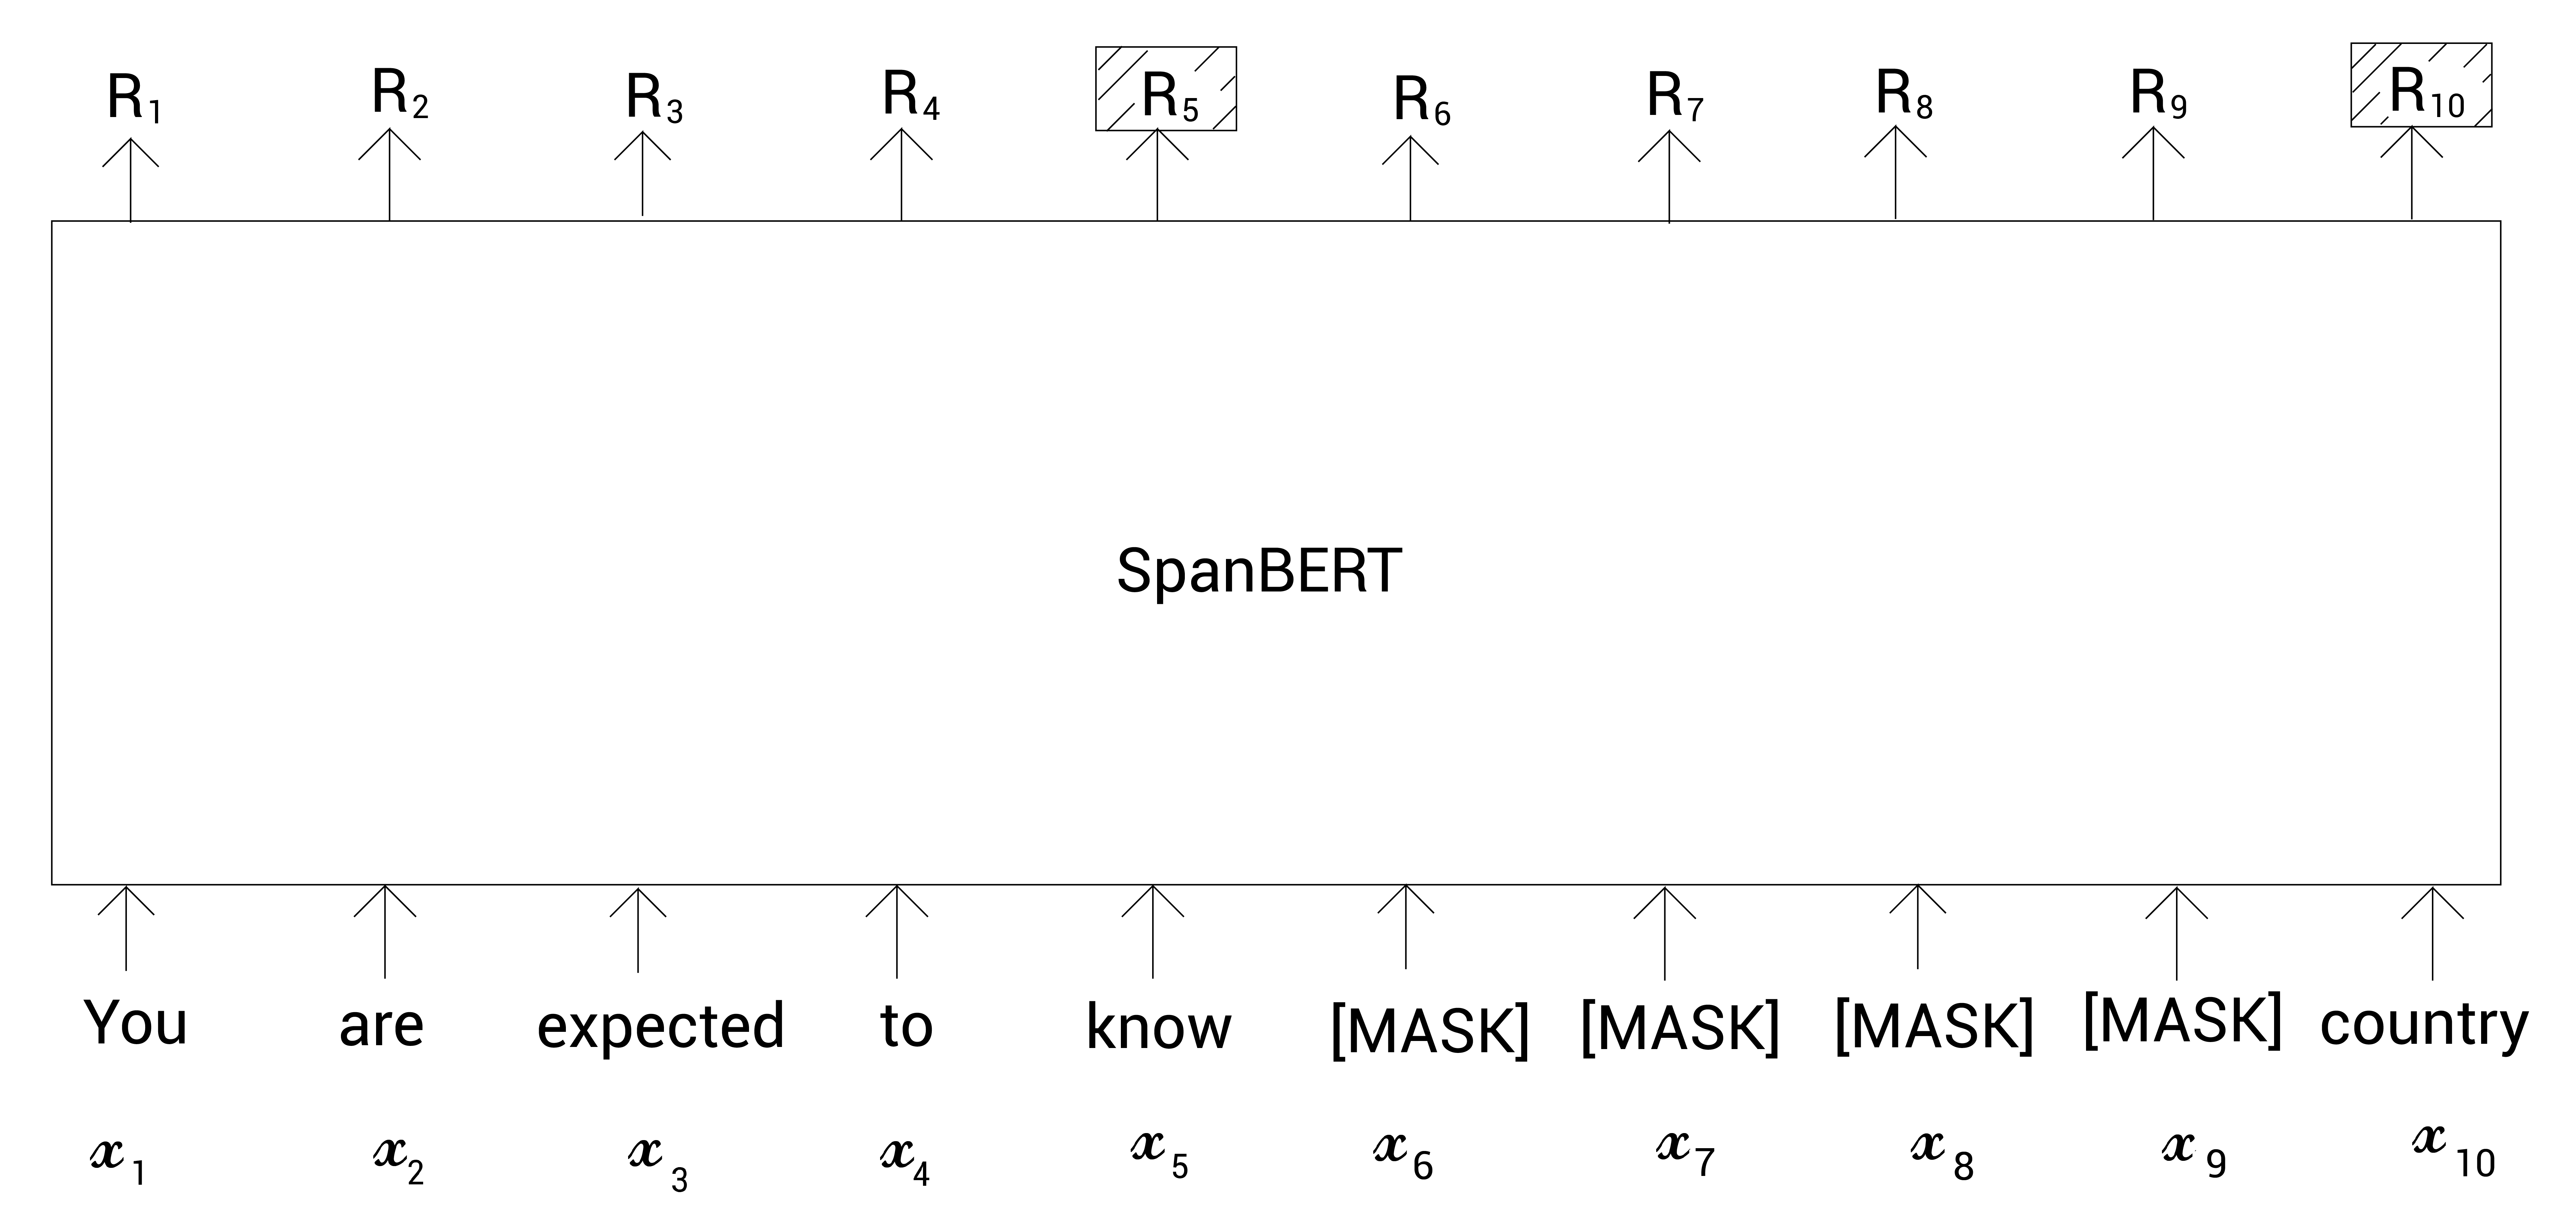 R1 R2 R3 R4 R5 R6 R7 R8 R9 R10
SpanBERT
You are expected to know [MASK] [MASK] [MASK] [MASK] country
x1 x2 x3 x4 x5 x6 x7 x8 x9 x10